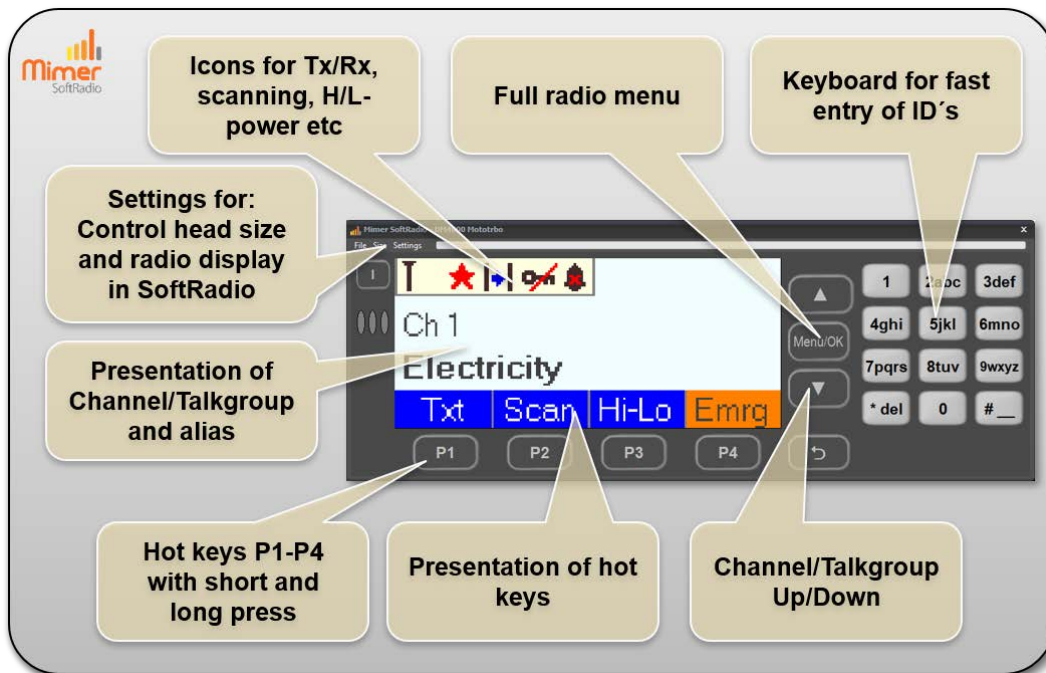 Mimer
SoftRadio
Icons for Tx/Rx,
scanning, H/L-
power etc
Full radio menu
Keyboard for fast
entry of ID´s
Settings for:
Control head size
and radio display
in SoftRadio
Mimer SoftRadio
Mototrbo
x
File Size Settings
Ch 1
Electricity
Txt Scan Hi-Lo Emrg
P1 P2 P3 P4
Menu/OK
1 2abc 3def
4ghi 5jkl 6mno
7pqrs 8tuv 9wxyz
* del 0 #__
Presentation of
Channel/Talkgroup
and alias
Hot keys P1-P4
with short and
long press
Presentation of hot
keys
Channel/Talkgroup
Up/Down